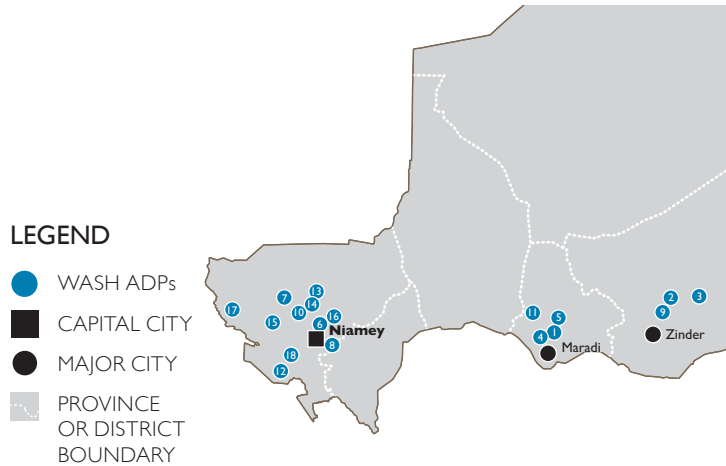 LEGEND
WASH ADPs
CAPITAL CITY
MAJOR CITY
PROVINCE
OR DISTRICT
BOUNDARY
17
7
13
14
10
15
16
6
Niamey
8
18
12
11
5
1
4
Maradi
2
3
9
Zinder